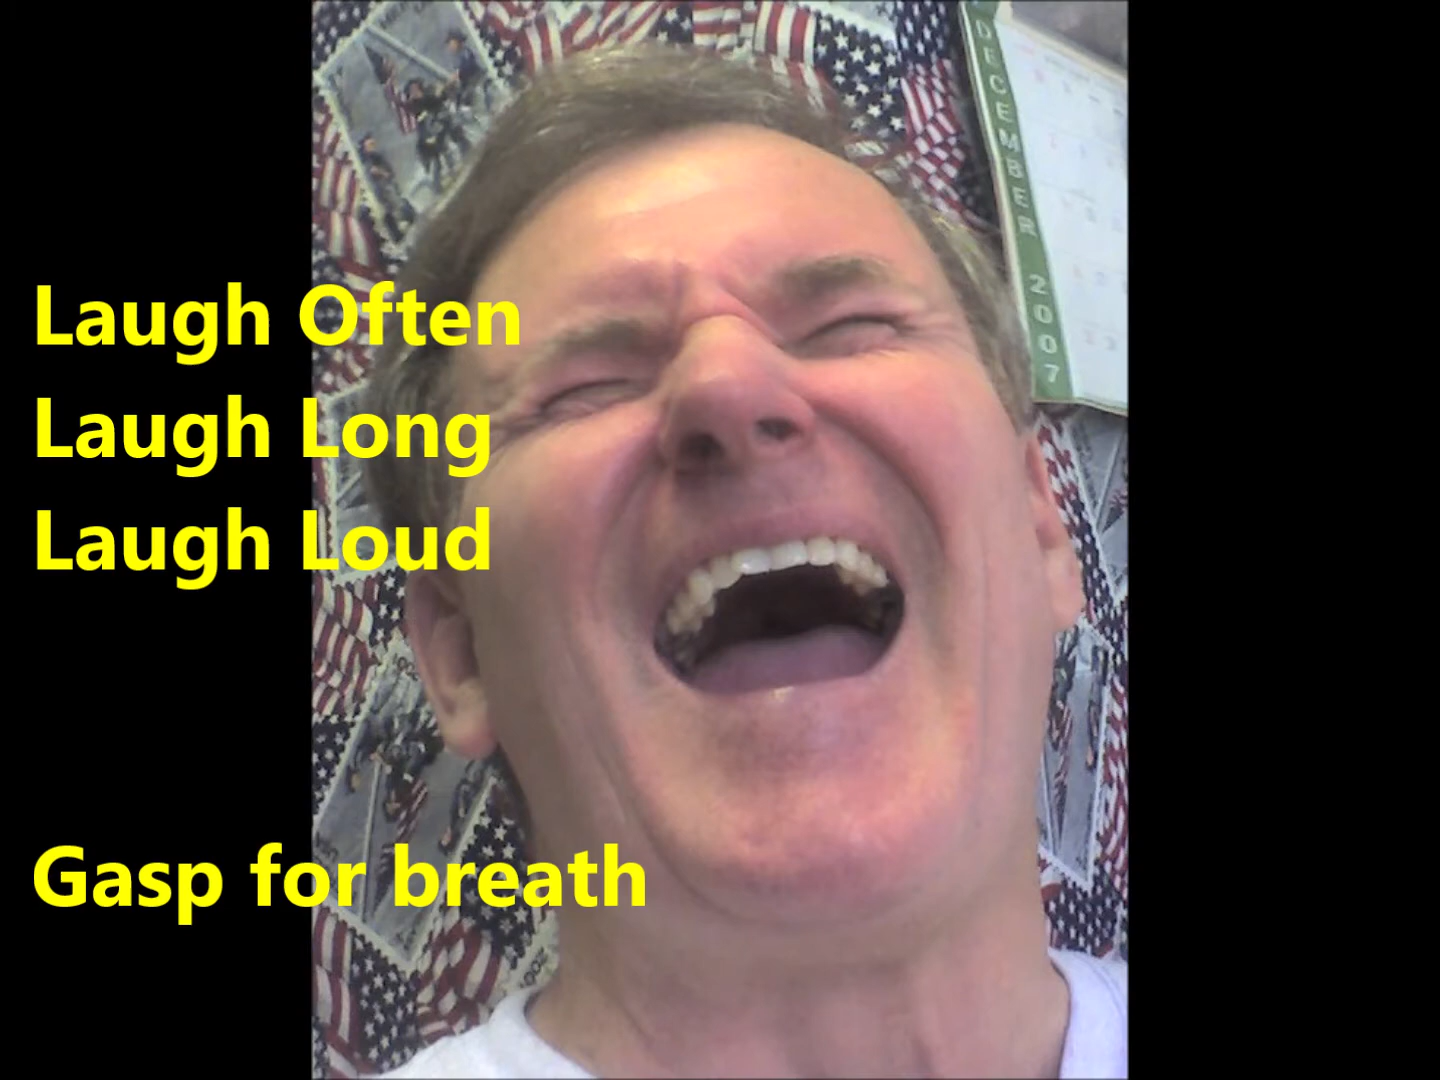 DECEMBER 2007
Laugh Often
Laugh Long
Laugh Loud
Gasp for breath